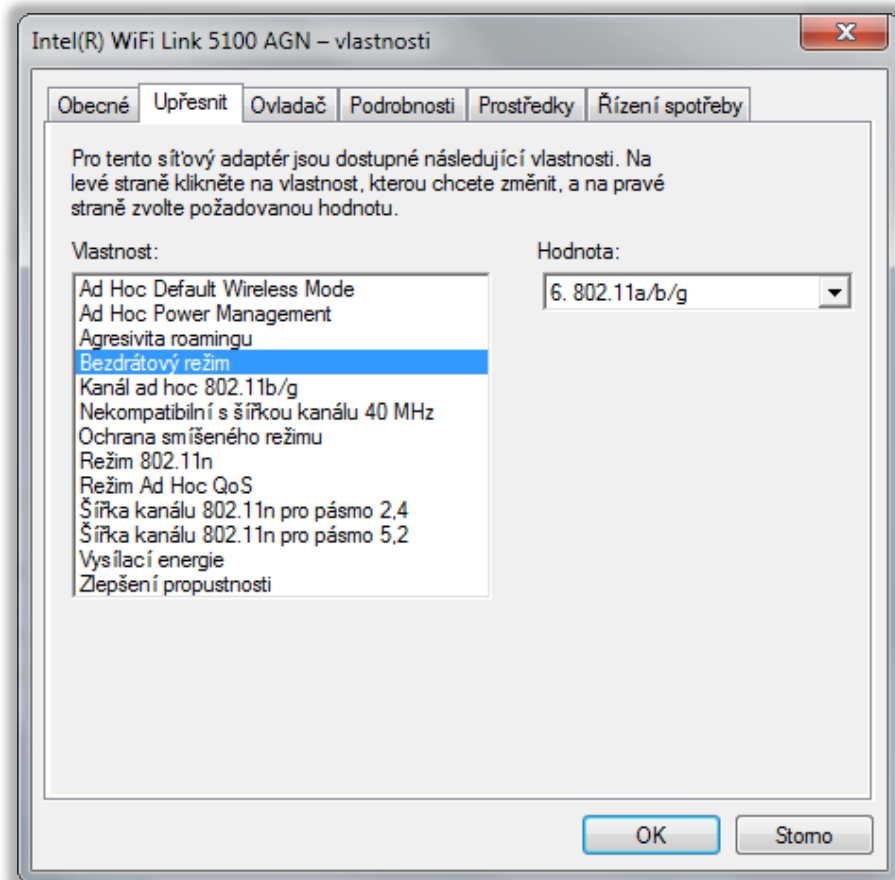 Intel(R) WiFi Link 5100 AGN – vlastnosti
Obecné Upřesnit Ovladač Podrobnosti Prostředky Řízení spotřeby
Pro tento síťový adaptér jsou dostupné následující vlastnosti. Na
levé straně klikněte na vlastnost, kterou chcete změnit, a na pravé
straně zvolte požadovanou hodnotu.
Vlastnost:
Hodnota:
Ad Hoc Default Wireless Mode
Ad Hoc Power Management
Agresivita roamingu
Bezdrátový režim
Kanál ad hoc 802.11b/g
Nekompatibilní s šířkou kanálu 40 MHz
Ochrana smíšeného režimu
Režim 802.11n
Režim Ad Hoc QoS
Šířka kanálu 802.11n pro pásmo 2,4
Šířka kanálu 802.11n pro pásmo 5,2
Vysílací energie
Zlepšení propustnosti
6. 802.11a/b/g
OK
Storno